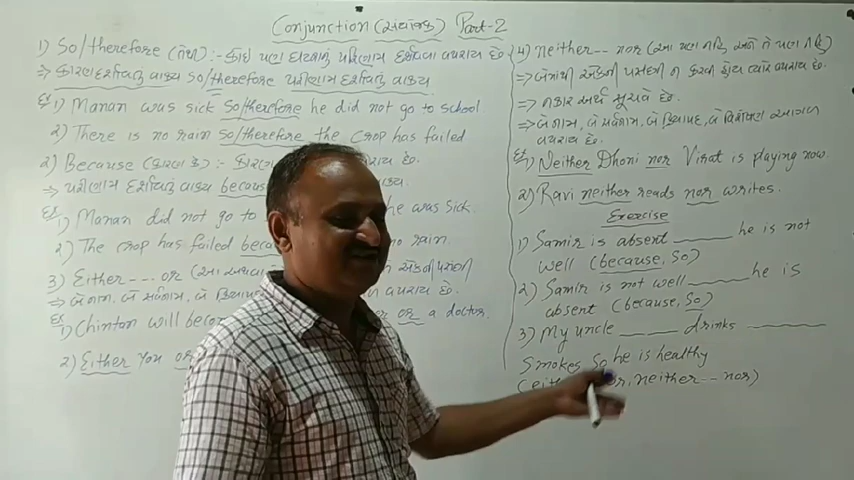 Conjunction (સંયોજક) Part-2
1) So/therefore (તેથી) :- કોઈ પણ ઘટનાનું પરિણામ દર્શાવવા વપરાય છે.
⇒ કારણદર્શાવતું વાક્ય so/therefore પરિણામ દર્શાવતું વાક્ય
Ex 1) Manan was sick So/therefore he did not go to school
2) There is no rain so/therefore the crop has failed
2) Because (કારણ કે) :- કારણ વપરાય છે.
⇒ પરિણામ દર્શાવતું વાક્ય becau વાક્ય.
Ex 1) Manan did not go to he was sick.
2) The crop has failed beca no rain.
3) Either --- or (આ અથવા
⇒ બે નામ, બે સર્વનામ, બે ક્રિયાપદ વપરાય છે.
Ex 1) Chintan will beco r or a doctor.
2) Either You or
(4) neither -- nor (આ પણ નહિ અને તે પણ નહિ)
⇒ બેમાંથી એકની પસંદગી ન કરવી હોય ત્યારે વપરાય છે.
⇒ નકાર અર્થ સૂચવે છે.
⇒ બે નામ, બે સર્વનામ, બે ક્રિયાપદ, બે વિશેષણ
વપરાય છે.
Ex 1) Neither Dhoni nor Virat is playing now.
2) Ravi neither reads nor writes.
Exercise
1) Samir is absent ______ he is not
well (because, so)
2) Samir is not well ______ he is
absent (because, So)
3) My uncle ______ drinks ______
Smokes So he is healthy
(eith r, neither -- nor)